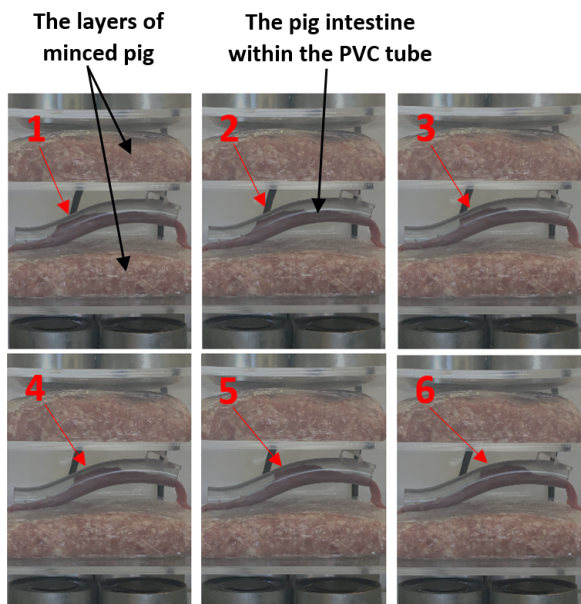 The layers of
minced pig
The pig intestine
within the PVC tube
1
2
3
4
5
6